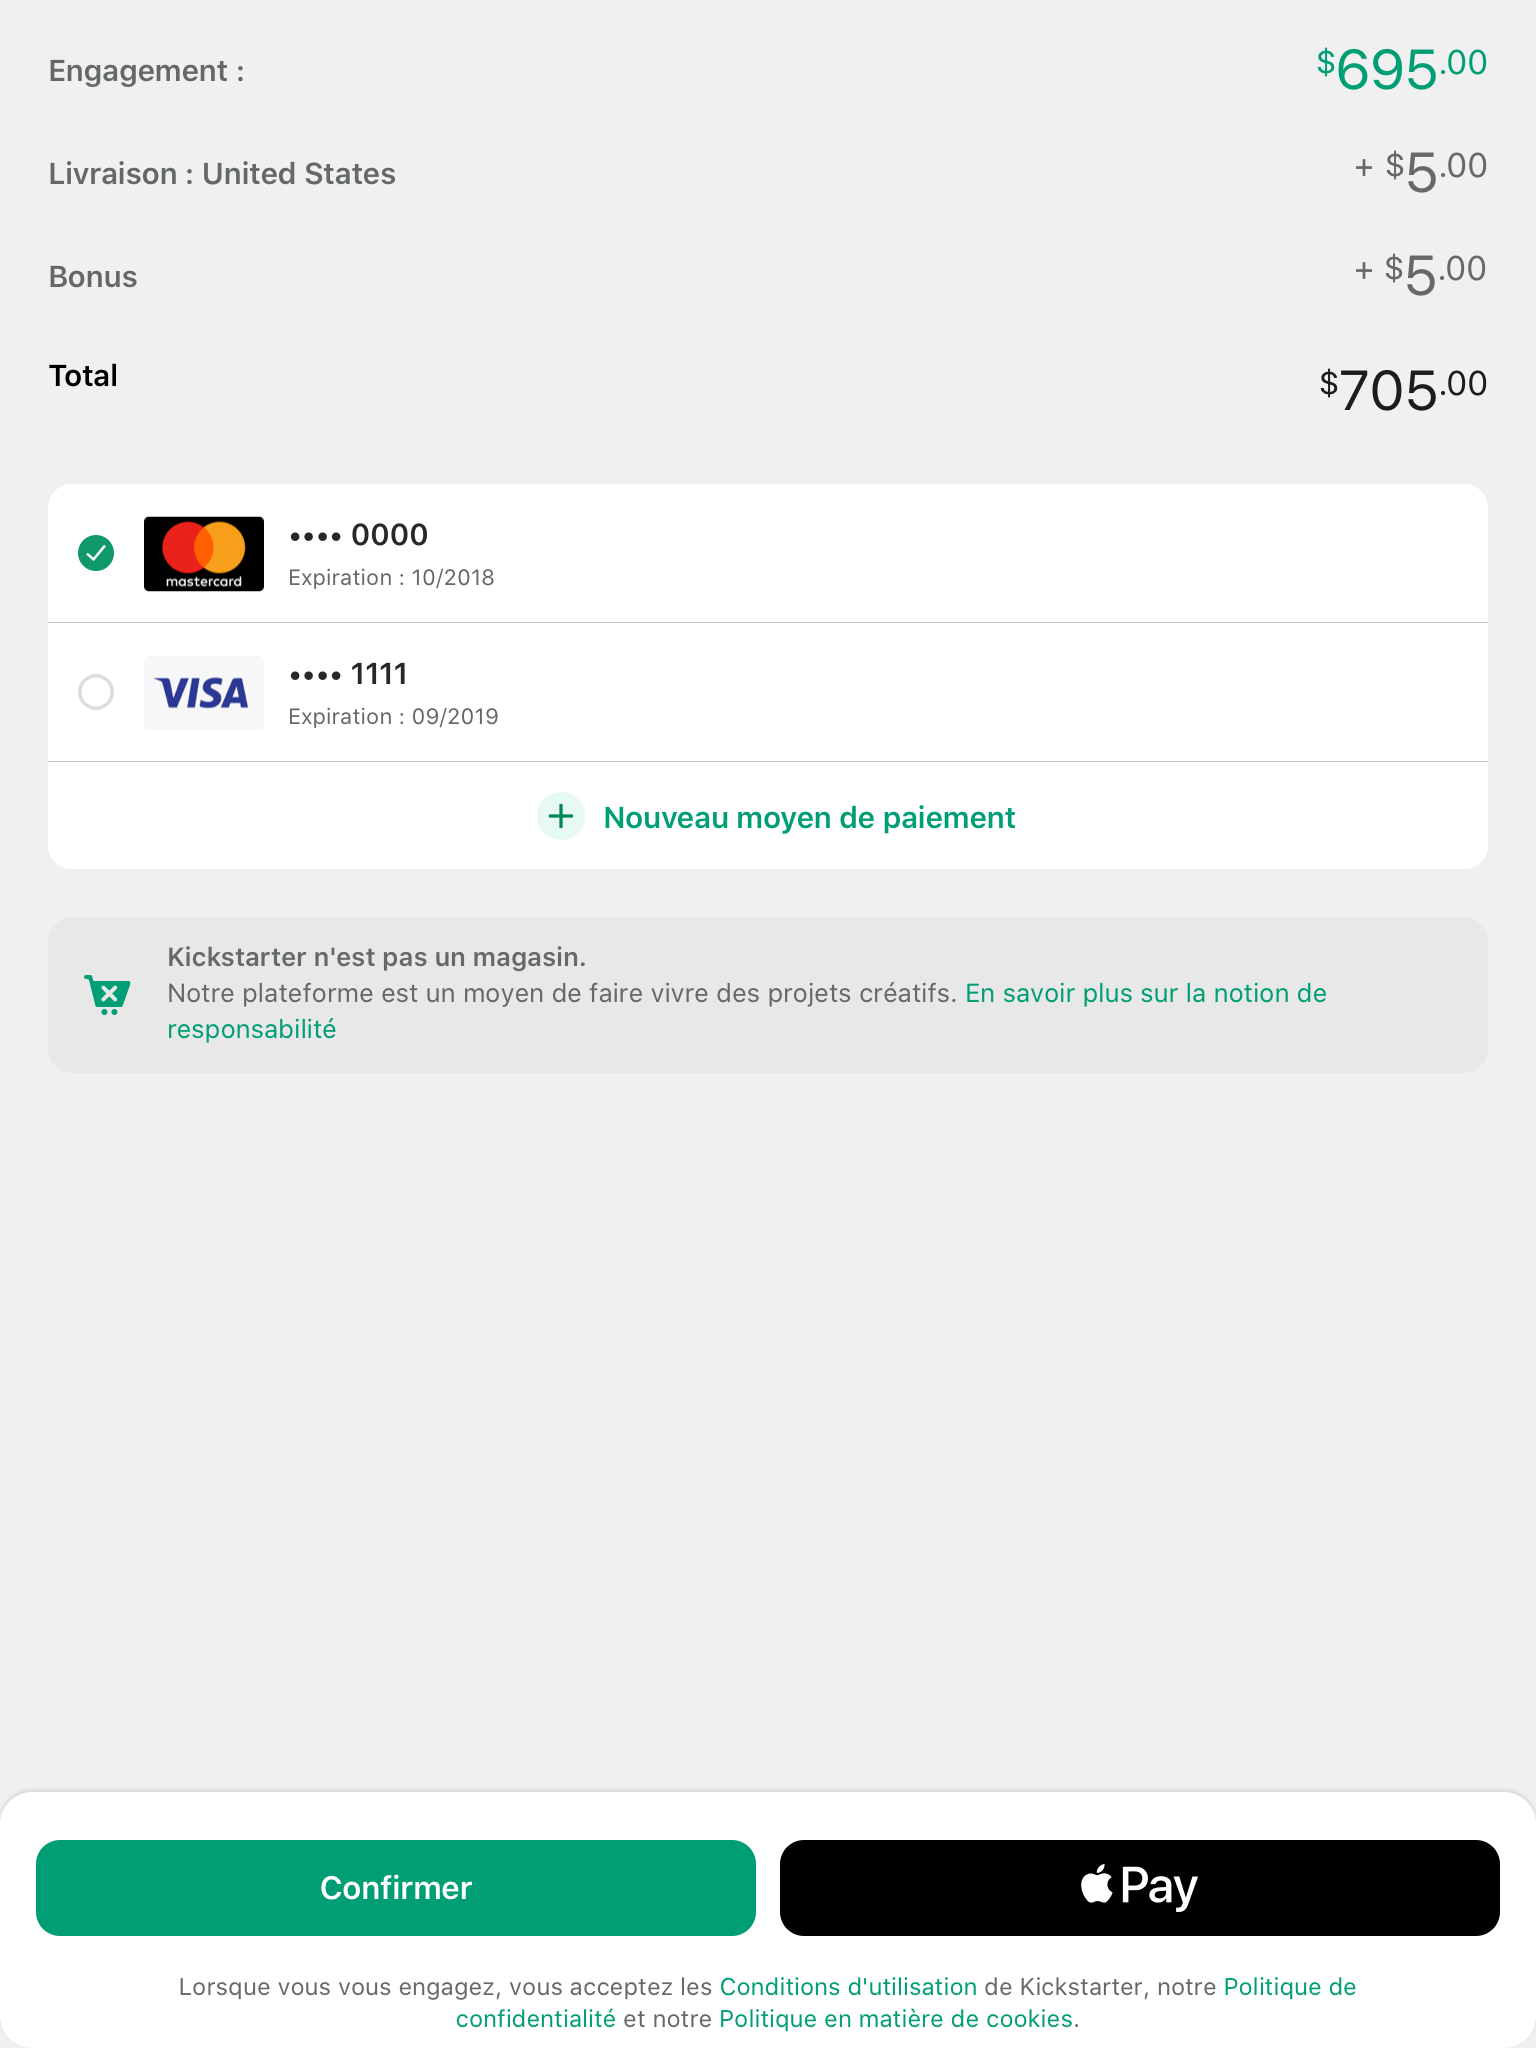 Engagement : $695.00
Livraison : United States + $5.00
Bonus + $5.00
Total $705.00
•••• 0000
mastercard
Expiration : 10/2018
VISA •••• 1111
Expiration : 09/2019
+ Nouveau moyen de paiement
Kickstarter n'est pas un magasin.
Notre plateforme est un moyen de faire vivre des projets créatifs. En savoir plus sur la notion de
responsabilité
Confirmer Pay
Lorsque vous vous engagez, vous acceptez les Conditions d'utilisation de Kickstarter, notre Politique de
confidentialité et notre Politique en matière de cookies.